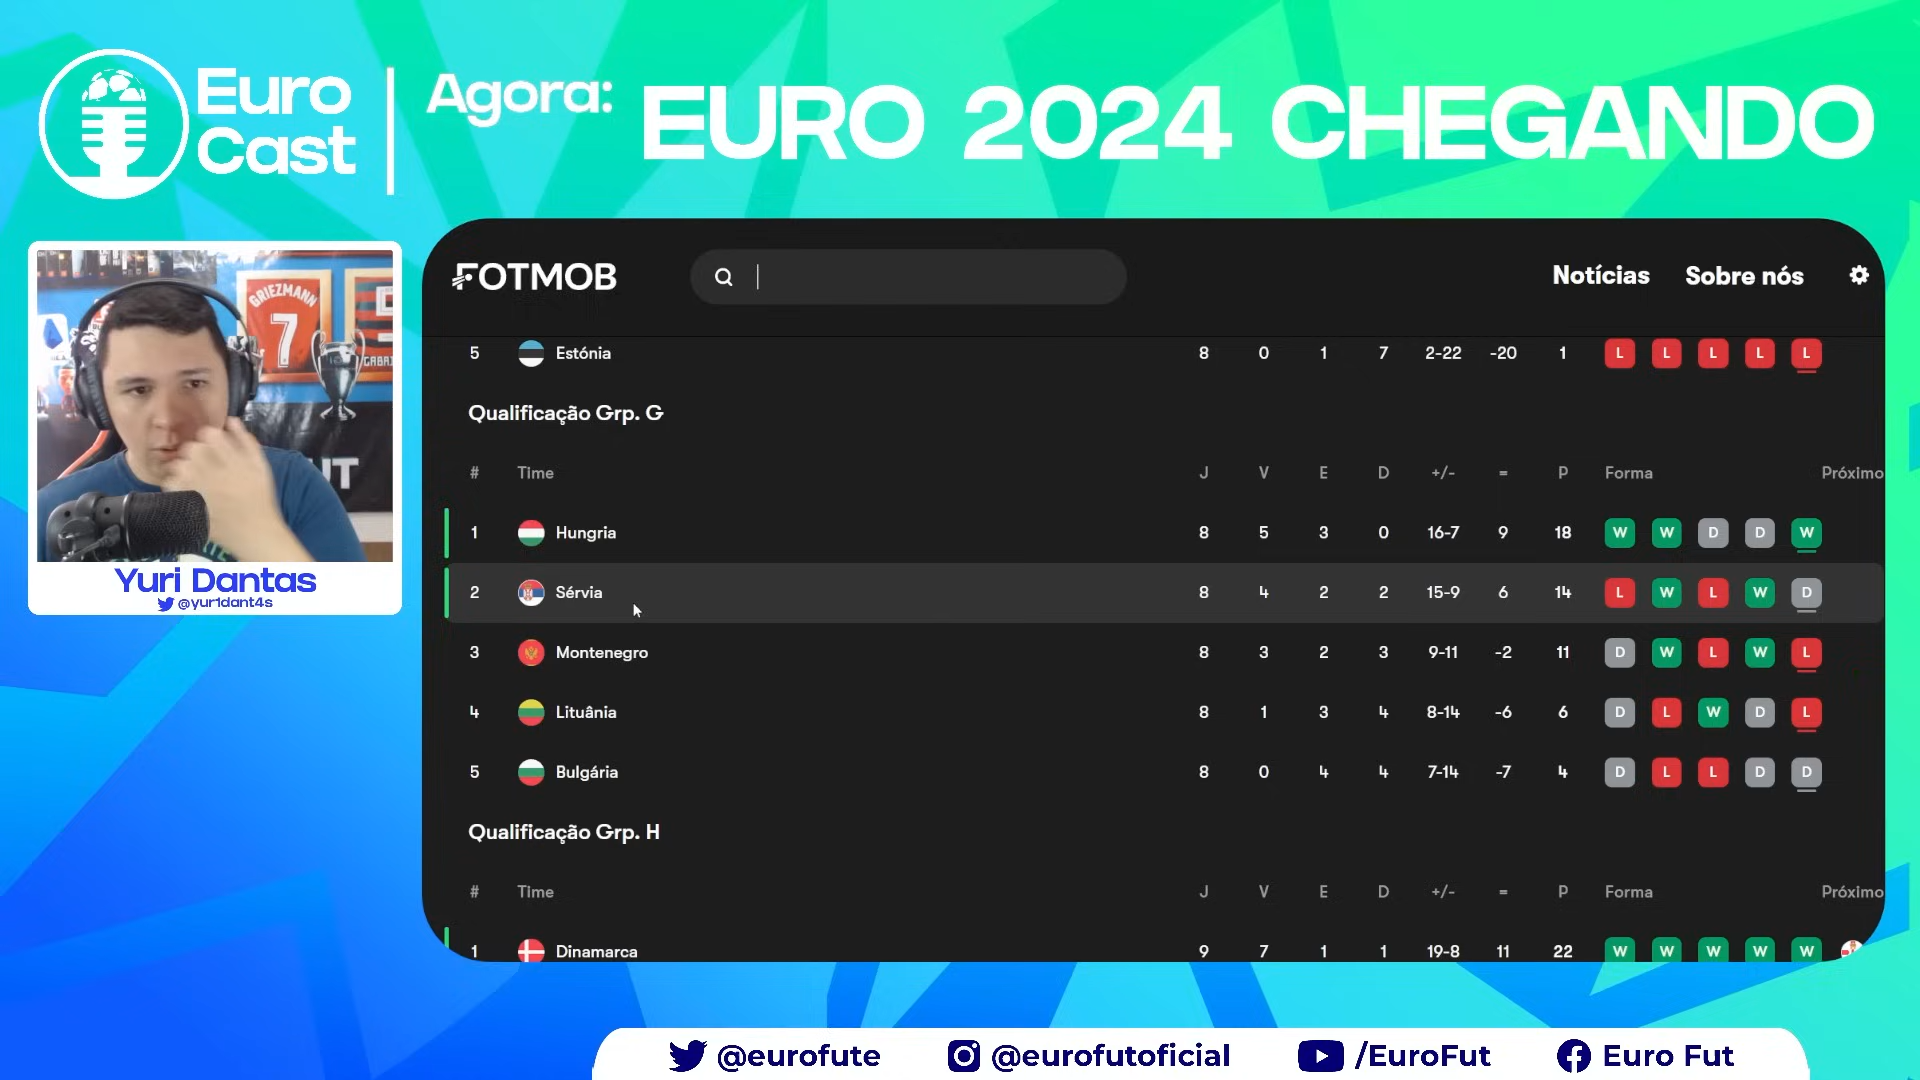 Euro
Cast
Agora: EURO 2024 CHEGANDO
GRIEZMANN
7
Yuri Dantas
@yur1dant4s
FOTMOB
Notícias Sobre nós
5 Estónia 8 0 1 7 2-22 -20 1 L L L L L
Qualificação Grp. G
# Time J V E D +/- = P Forma Próximo
1 Hungria 8 5 3 0 16-7 9 18 W W D D W
2 Sérvia 8 4 2 2 15-9 6 14 L W L W D
3 Montenegro 8 3 2 3 9-11 -2 11 D W L W L
4 Lituânia 8 1 3 4 8-14 -6 6 D L W D L
5 Bulgária 8 0 4 4 7-14 -7 4 D L L D D
Qualificação Grp. H
# Time J V E D +/- = P Forma Próximo
1 Dinamarca 9 7 1 1 19-8 11 22 W W W W W
@eurofute @eurofutoficial /EuroFut Euro Fut